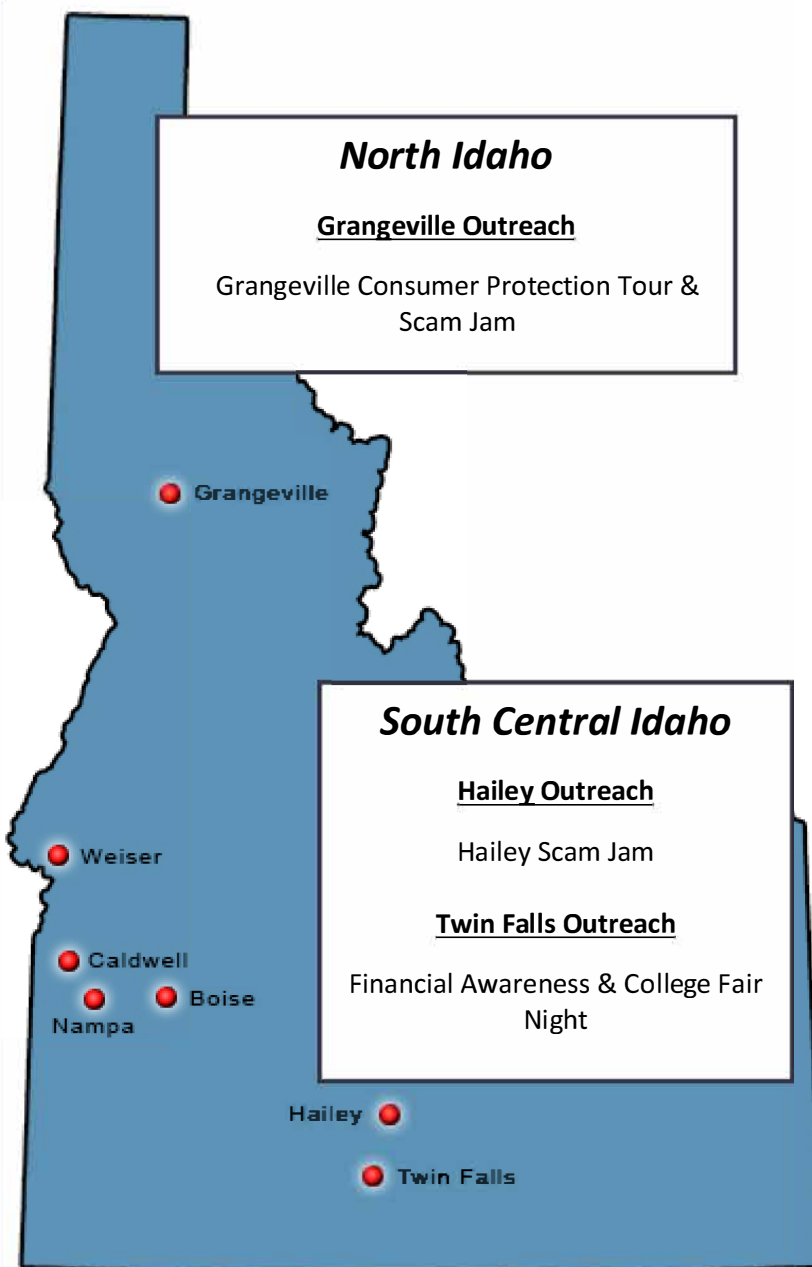 North Idaho
Grangeville Outreach
Grangeville Consumer Protection Tour &
Scam Jam
Grangeville
South Central Idaho
Hailey Outreach
Hailey Scam Jam
Twin Falls Outreach
Financial Awareness & College Fair
Night
Weiser
Caldwell
Nampa
Boise
Hailey
Twin Falls